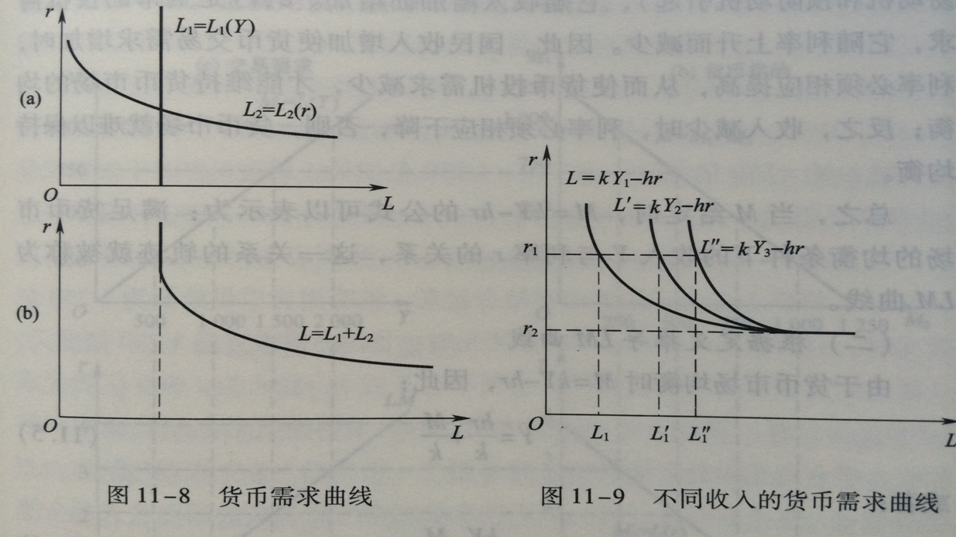 r
L₁=L₁(Y)
(a)
L₂=L₂(r)
O
L
r
(b)
L=L₁+L₂
O
L
图 11-8 货币需求曲线
r
L=kY₁-hr
L′=kY₂-hr
r₁
L″=kY₃-hr
r₂
O
L₁
L₁′
L₁″
L
图 11-9 不同收入的货币需求曲线